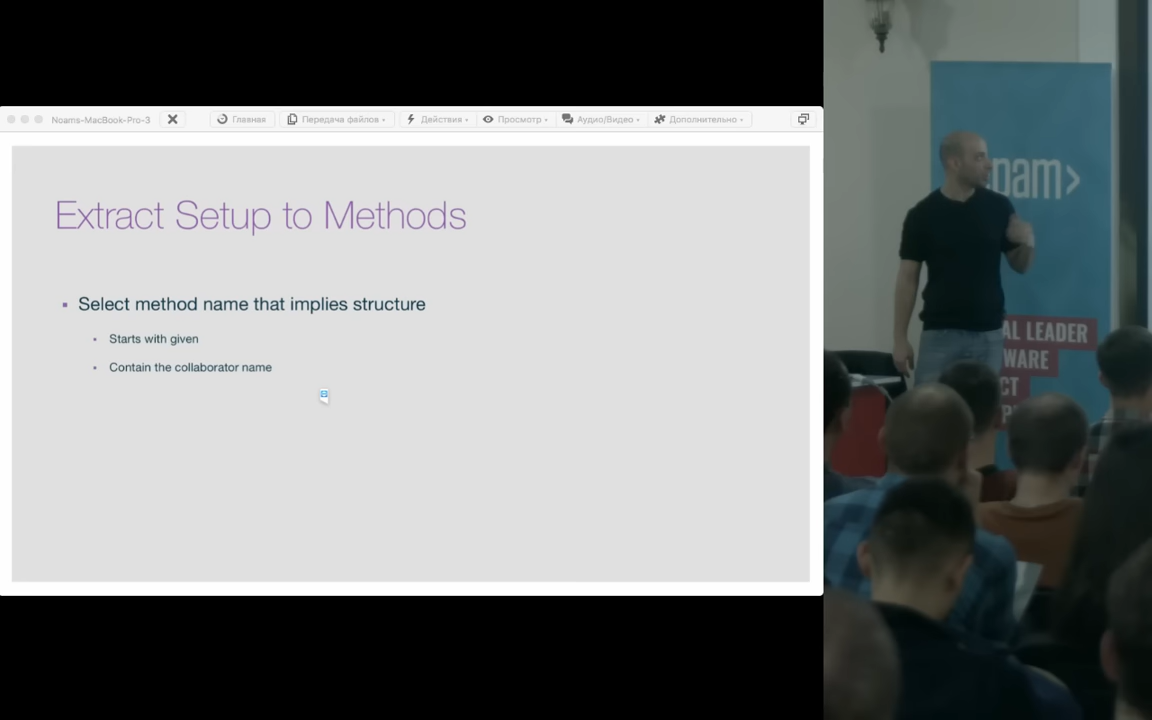 Noams-MacBook-Pro-3
Главная
Передача файлов
Действия
Просмотр
Аудио/Видео
Дополнительно
Extract Setup to Methods
Select method name that implies structure
Starts with given
Contain the collaborator name
pam>
AL LEADER
WARE
CT